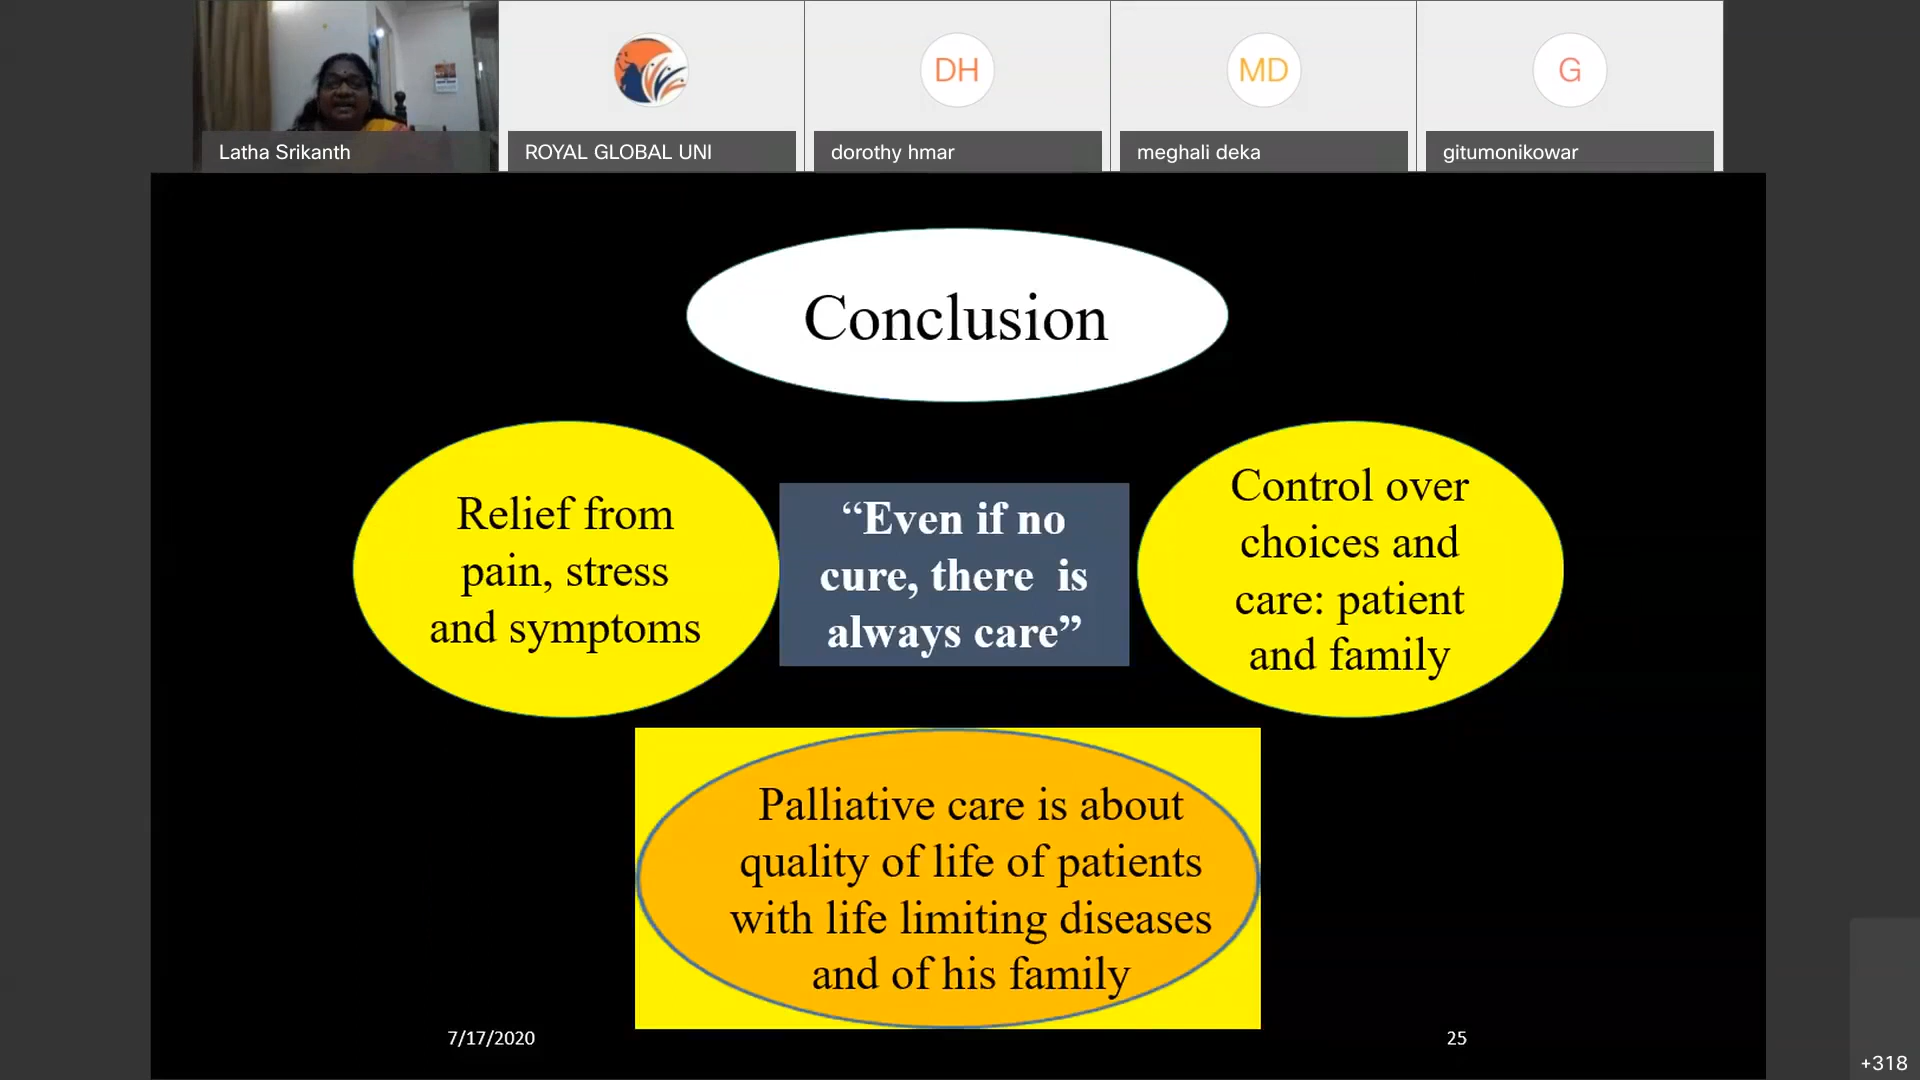 DH
MD
G
Latha Srikanth
ROYAL GLOBAL UNI
dorothy hmar
meghali deka
gitumonikowar
Conclusion
Relief from
pain, stress
and symptoms
“Even if no
cure, there  is
always care”
Control over
choices and
care: patient
and family
Palliative care is about
quality of life of patients
with life limiting diseases
and of his family
7/17/2020
25
+318